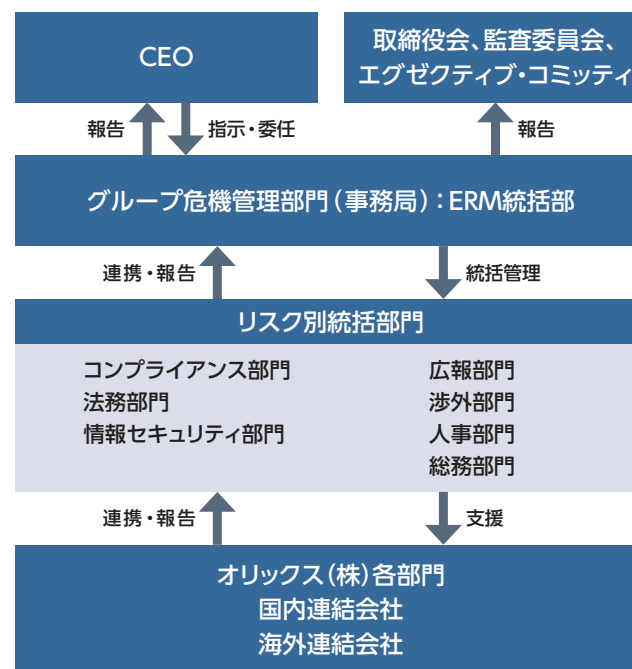 CEO
取締役会、監査委員会、
エグゼクティブ・コミッティ
報告
指示・委任
報告
グループ危機管理部門（事務局）：ERM統括部
連携・報告
統括管理
リスク別統括部門
コンプライアンス部門
法務部門
情報セキュリティ部門
広報部門
渉外部門
人事部門
総務部門
連携・報告
支援
オリックス（株）各部門
国内連結会社
海外連結会社